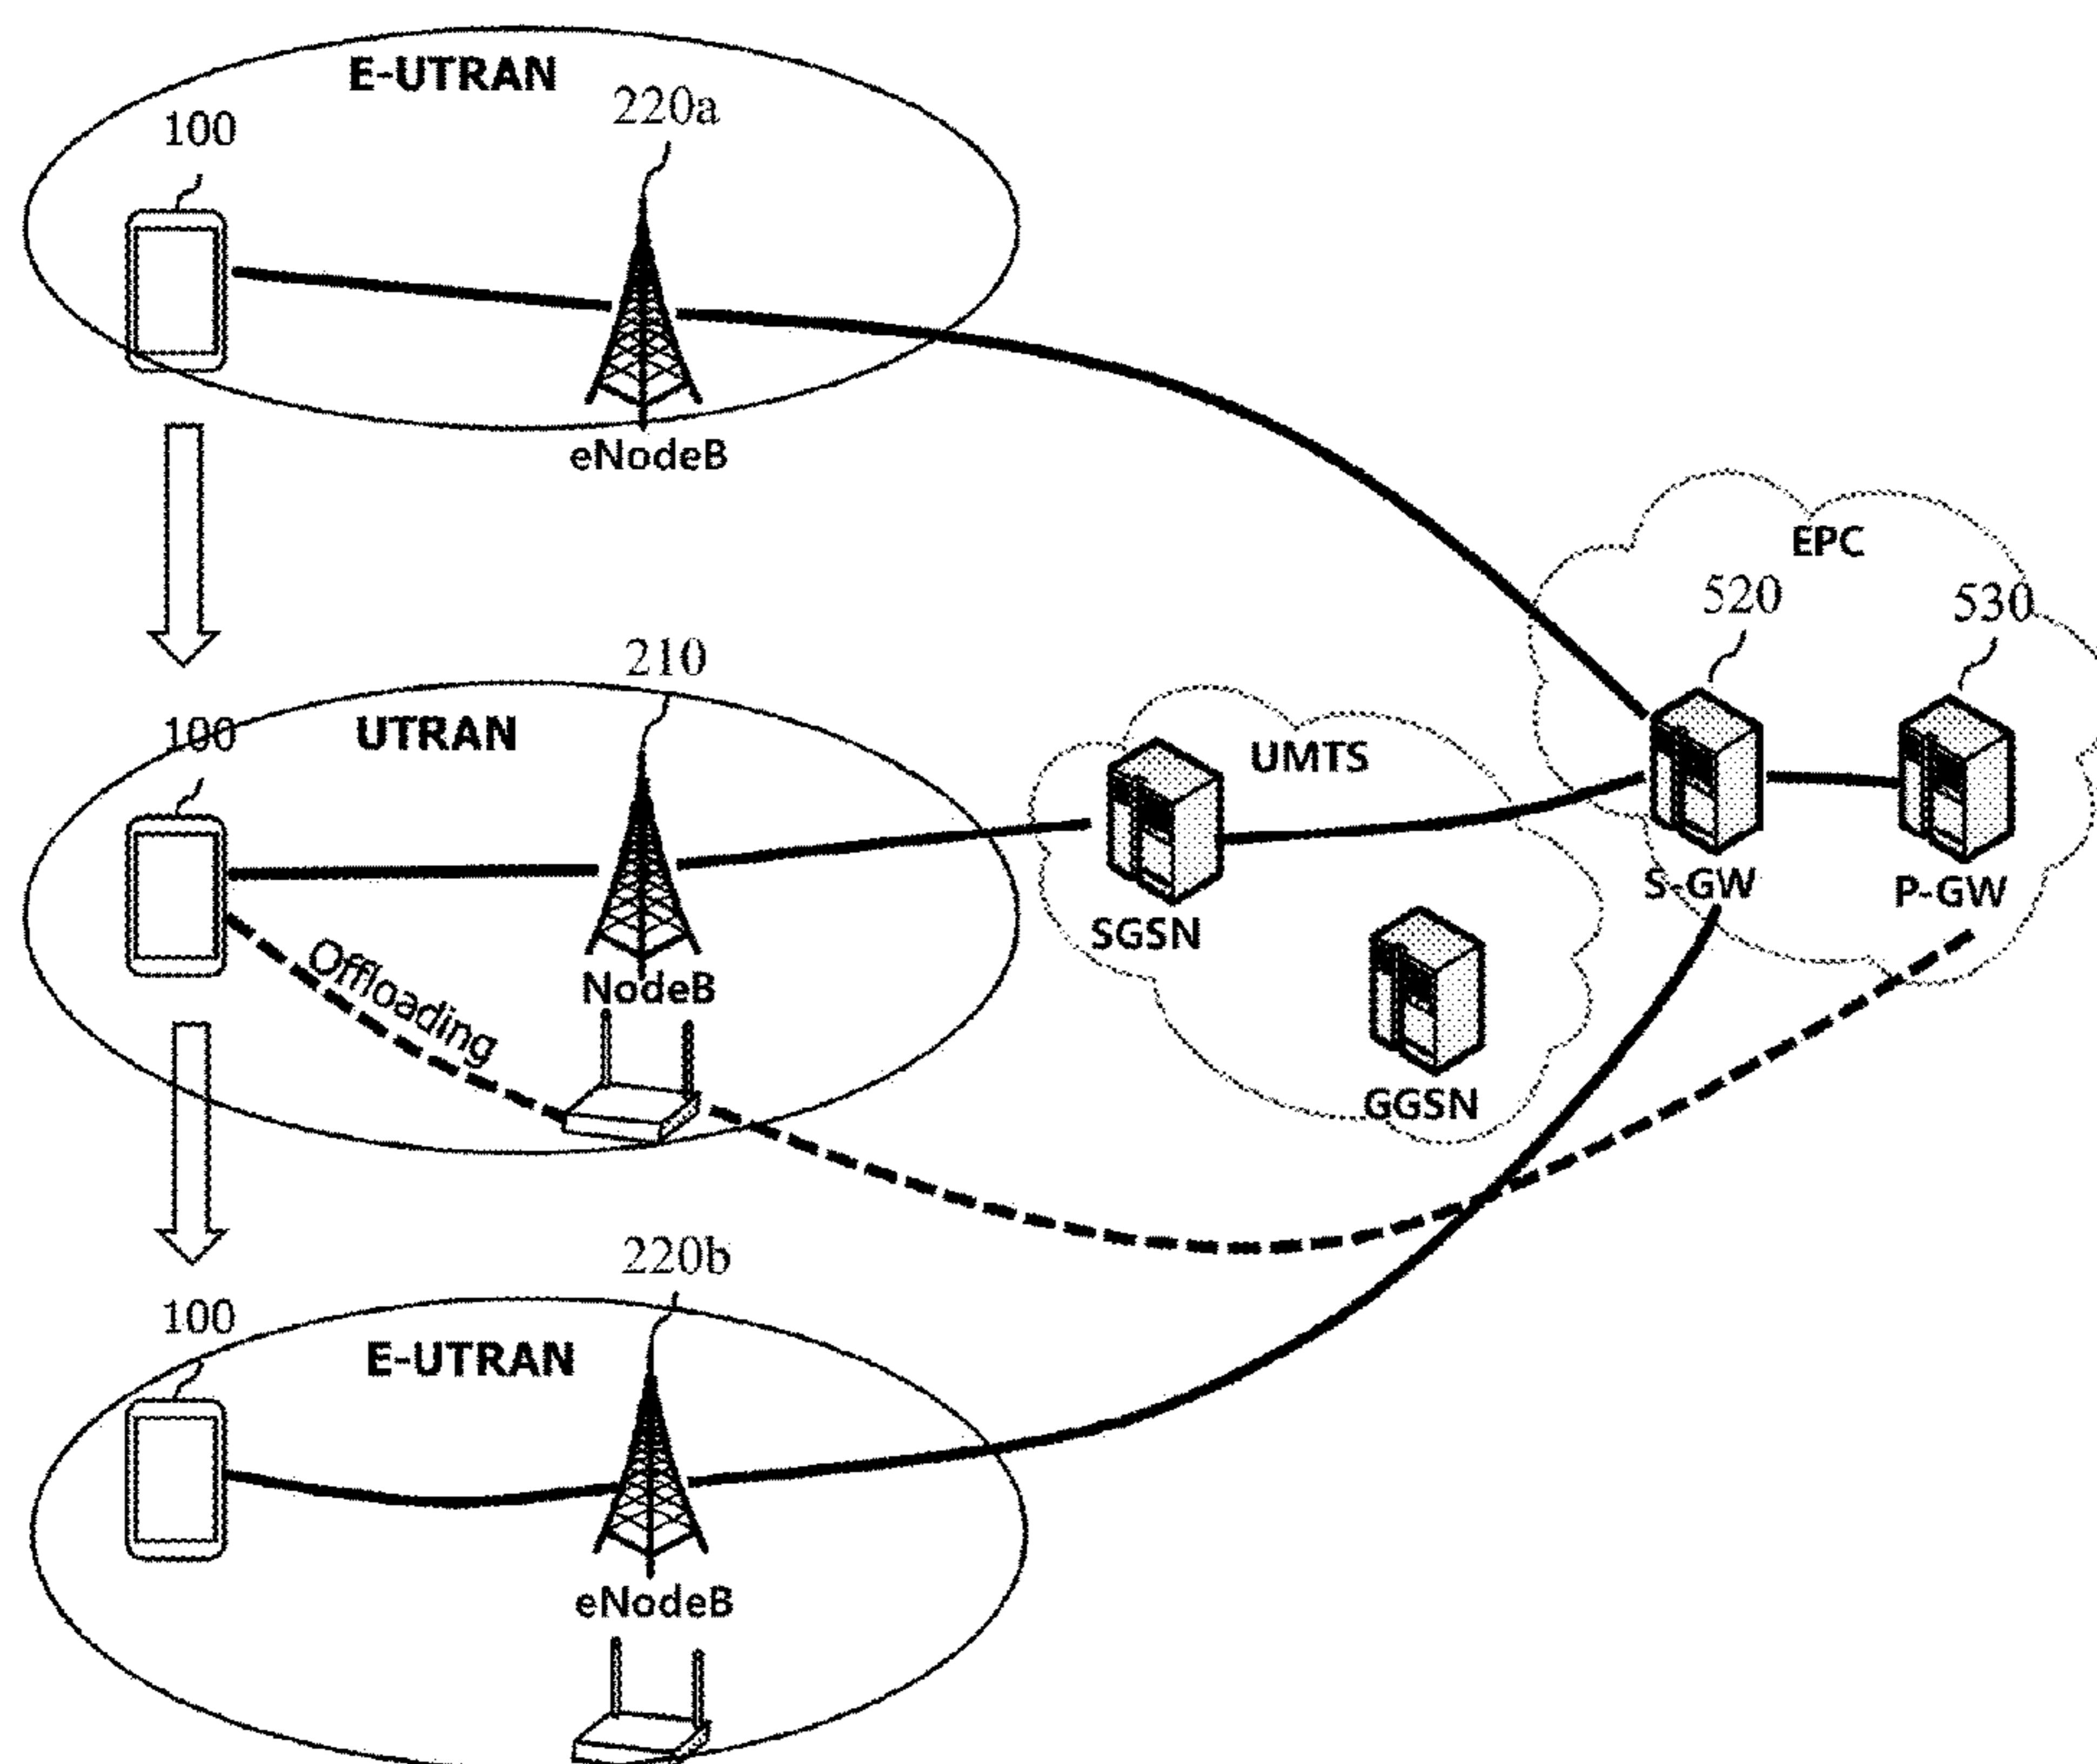 E-UTRAN
100
220a
eNodeB
EPC
520
530
210
100
UTRAN
UMTS
S-GW
P-GW
SGSN
NodeB
Offloading
GGSN
220b
100
E-UTRAN
eNodeB